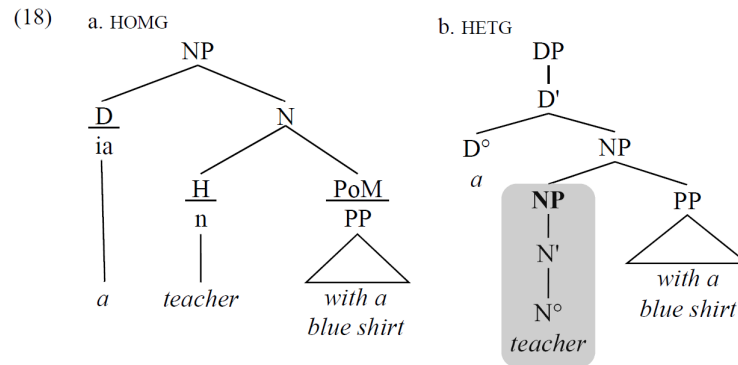 (18) a. HOMG b. HETG
NP DP
D'
D N
ia D° NP
a
H PoM NP PP
n PP
N'
a teacher with a N° with a
blue shirt teacher blue shirt